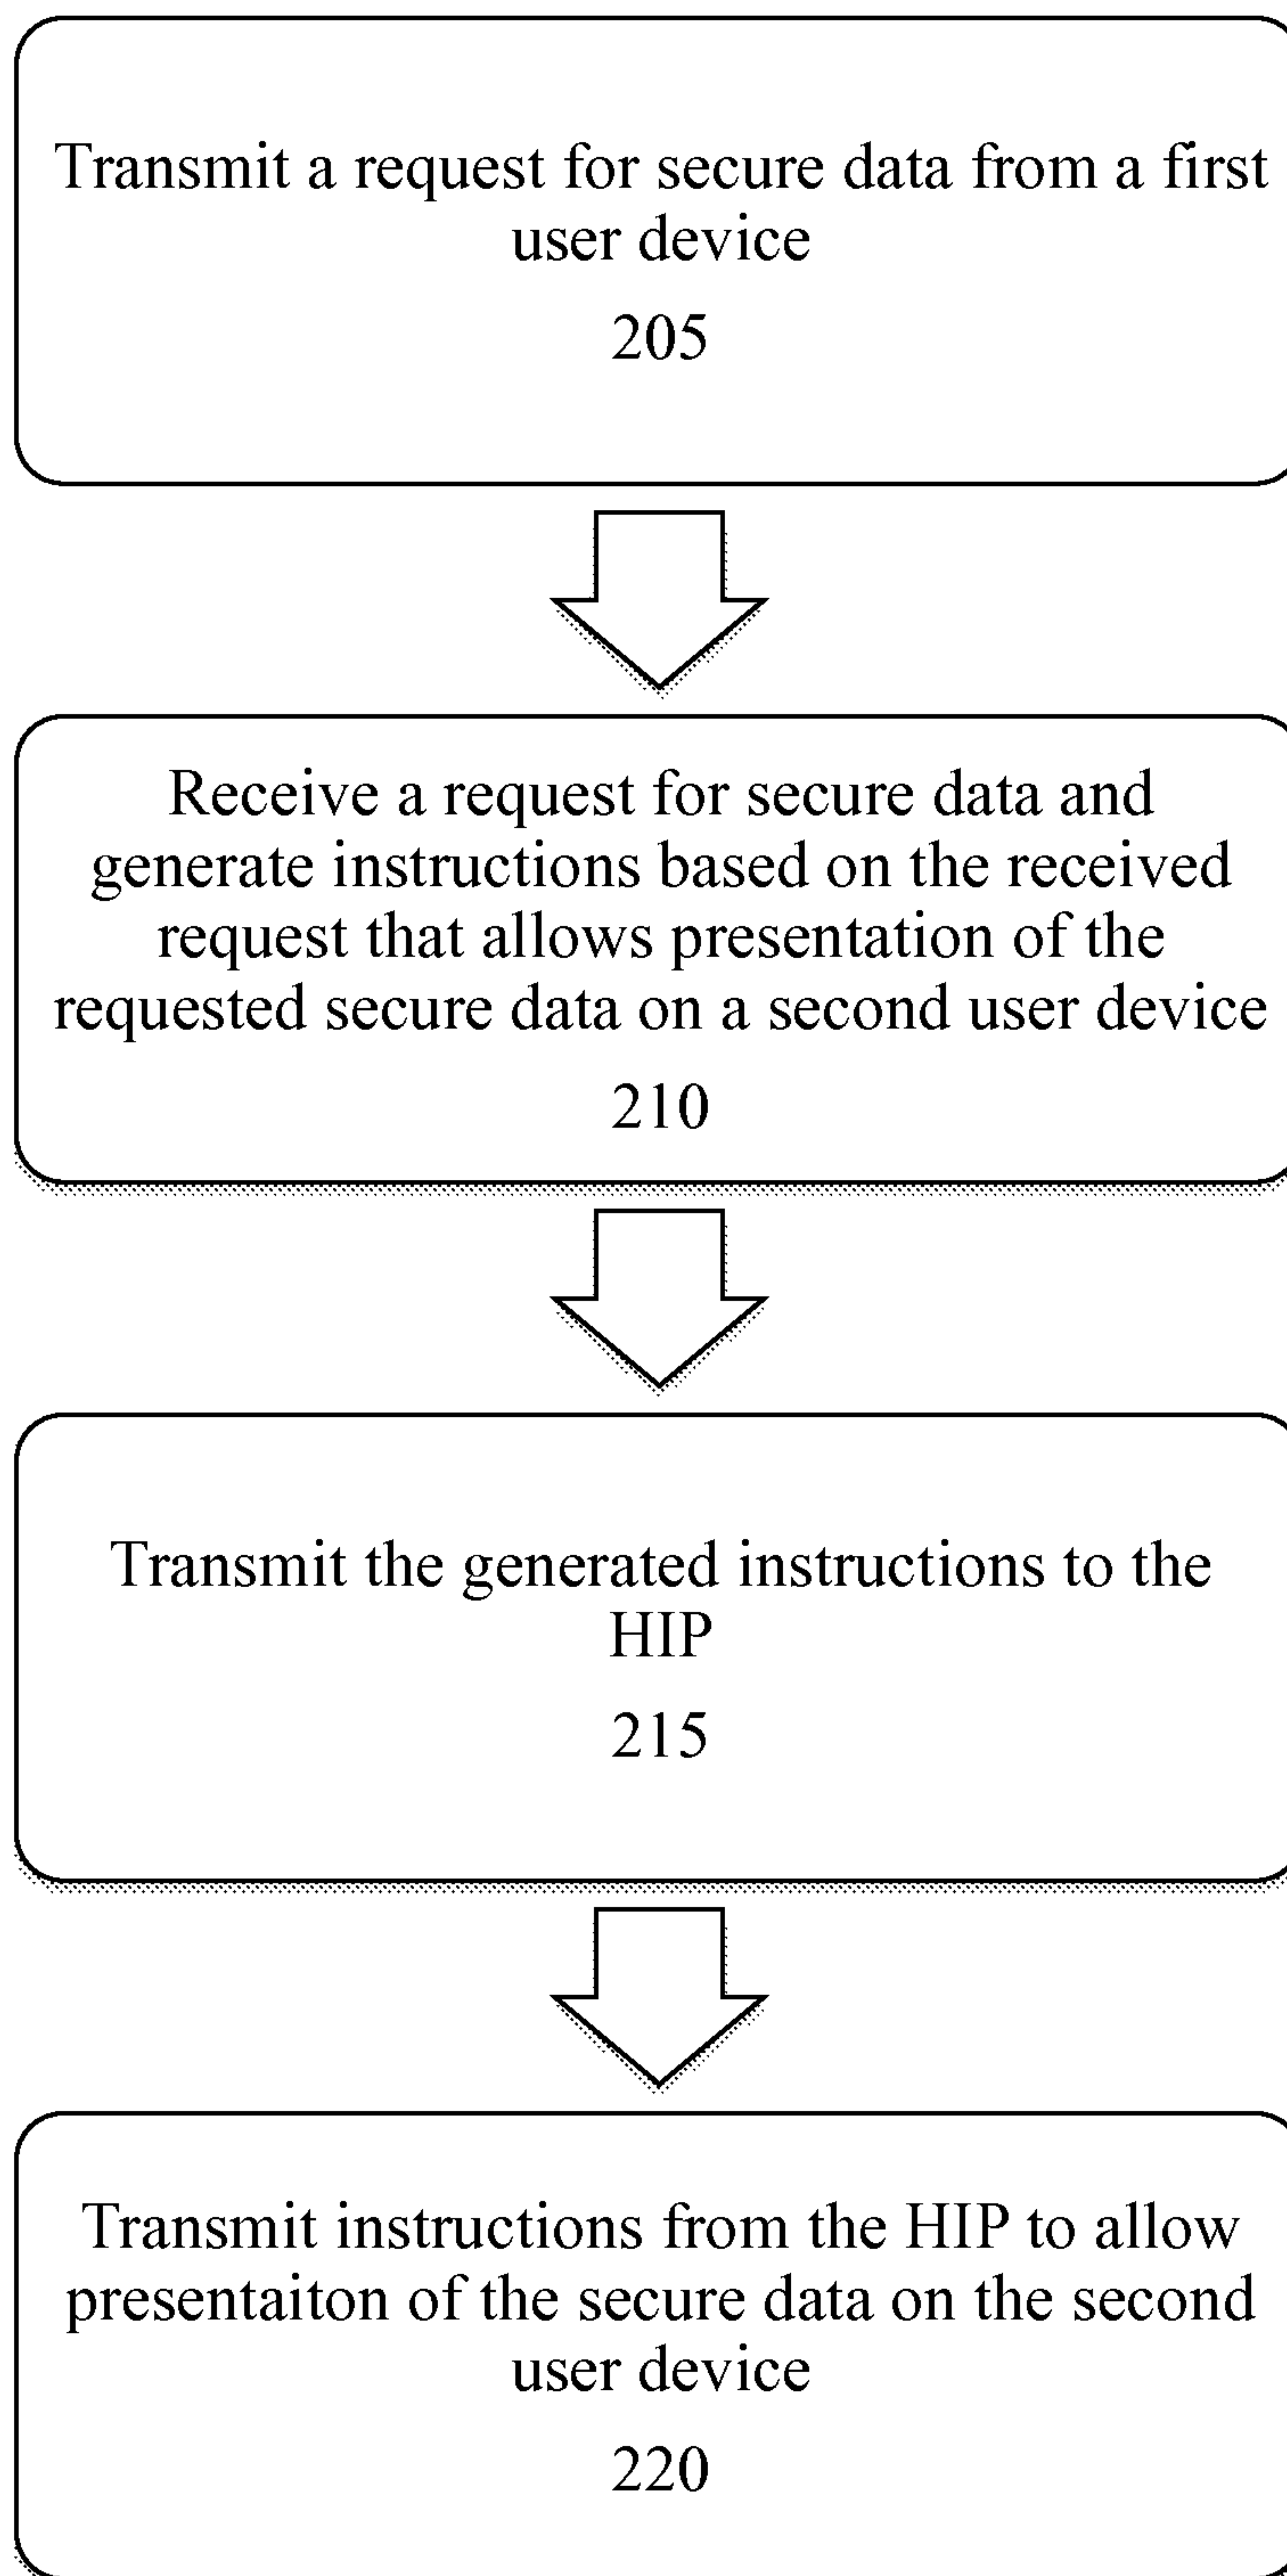 Transmit a request for secure data from a first
user device
205
Receive a request for secure data and
generate instructions based on the received
request that allows presentation of the
requested secure data on a second user device
210
Transmit the generated instructions to the
HIP
215
Transmit instructions from the HIP to allow
presentaiton of the secure data on the second
user device
220